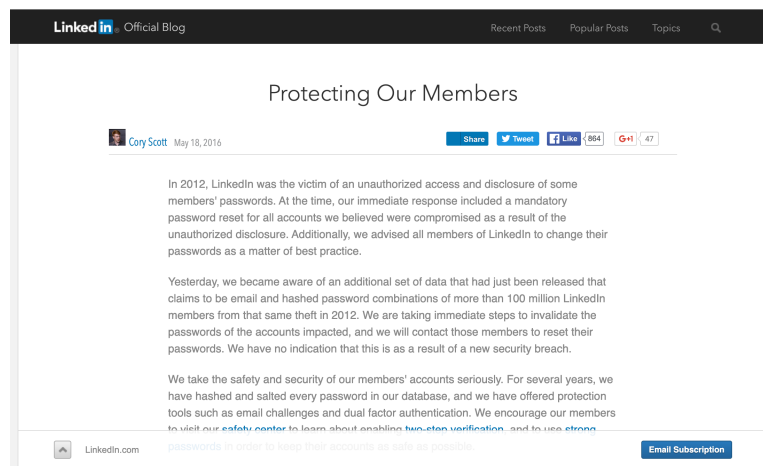 Linked in Official Blog
Recent Posts Popular Posts Topics
Protecting Our Members
Cory Scott May 18, 2016
Share Tweet Like 864 G+1 47
In 2012, LinkedIn was the victim of an unauthorized access and disclosure of some
members' passwords. At the time, our immediate response included a mandatory
password reset for all accounts we believed were compromised as a result of the
unauthorized disclosure. Additionally, we advised all members of LinkedIn to change their
passwords as a matter of best practice.
Yesterday, we became aware of an additional set of data that had just been released that
claims to be email and hashed password combinations of more than 100 million LinkedIn
members from that same theft in 2012. We are taking immediate steps to invalidate the
passwords of the accounts impacted, and we will contact those members to reset their
passwords. We have no indication that this is as a result of a new security breach.
We take the safety and security of our members' accounts seriously. For several years, we
have hashed and salted every password in our database, and we have offered protection
tools such as email challenges and dual factor authentication. We encourage our members
to visit our safety center to learn about enabling two-step verification, and to use strong
passwords in order to keep their accounts as safe as possible.
LinkedIn.com
Email Subscription